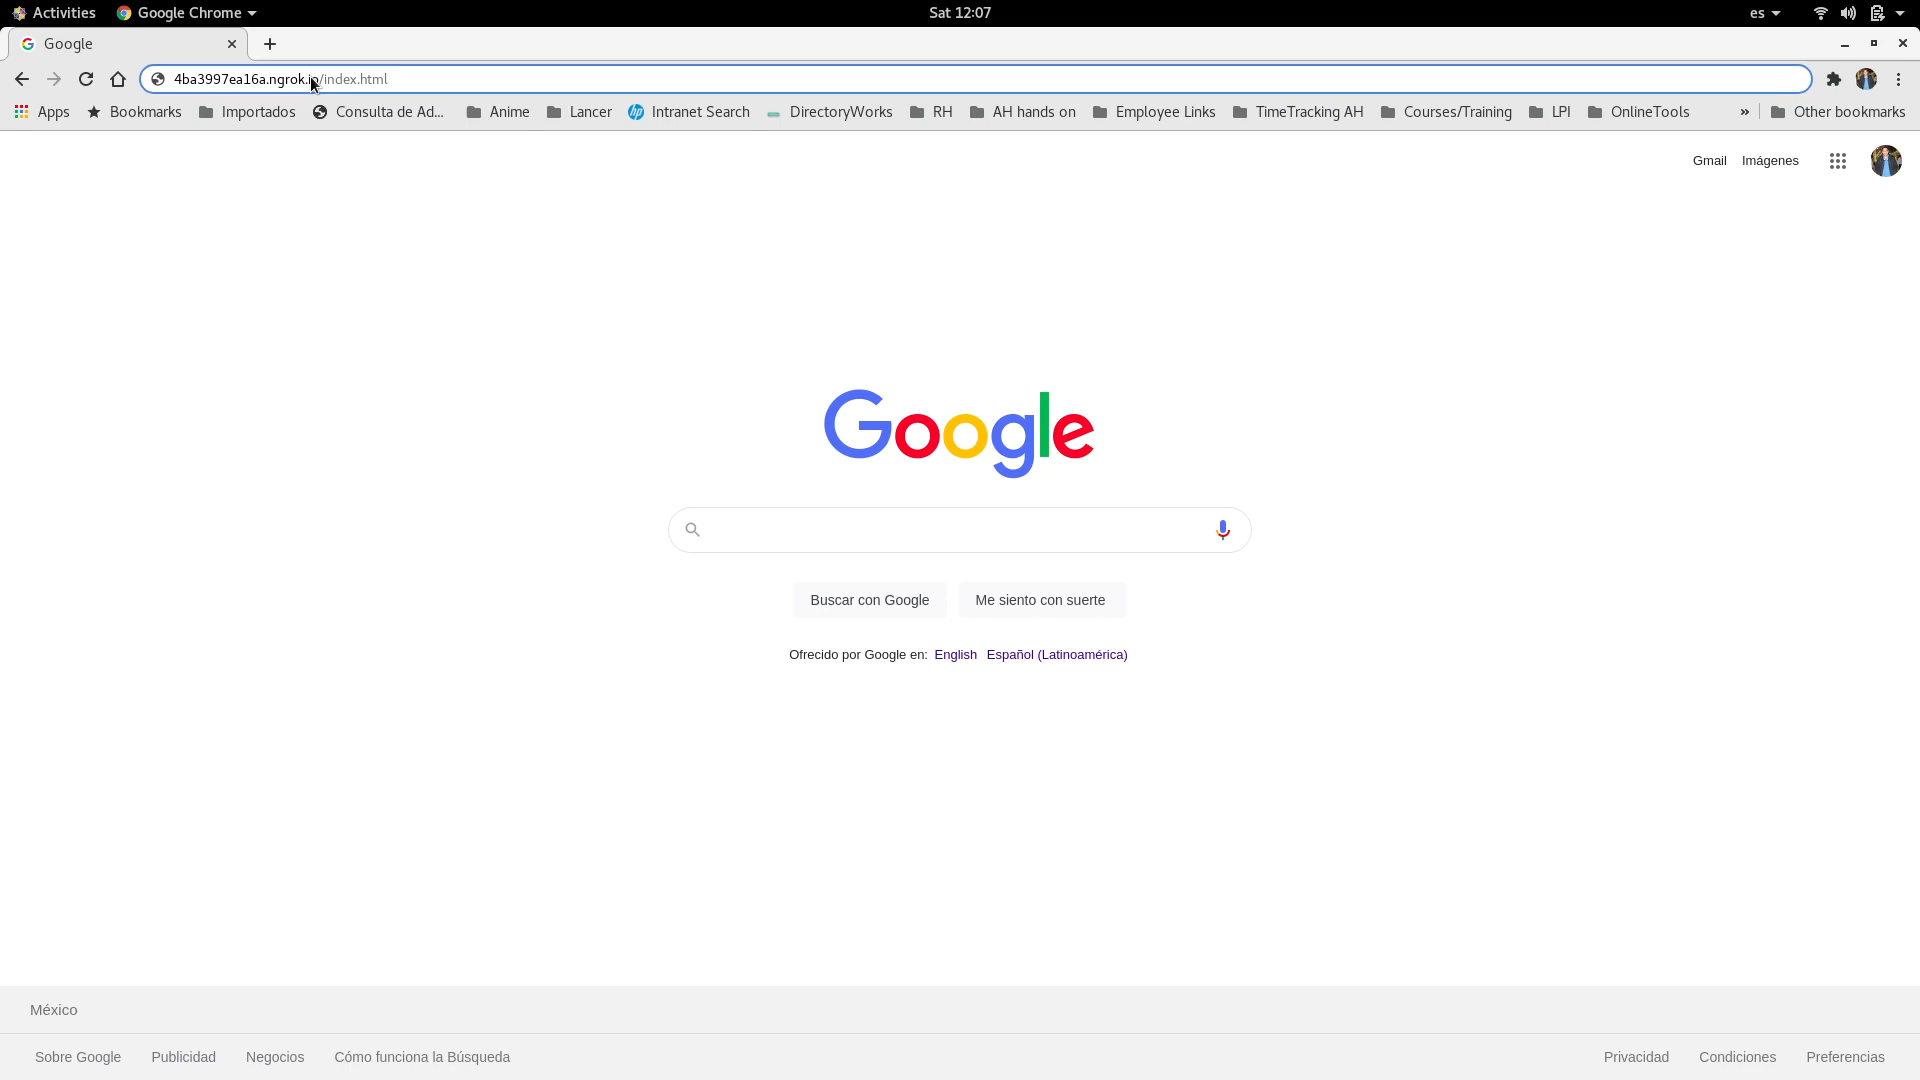 Activities Google Chrome Sat 12:07 es
Google
4ba3997ea16a.ngrok.io/index.html
Apps Bookmarks Importados Consulta de Ad... Anime Lancer Intranet Search DirectoryWorks RH AH hands on Employee Links TimeTracking AH Courses/Training LPI OnlineTools » Other bookmarks
Gmail Imágenes
Google
Buscar con Google Me siento con suerte
Ofrecido por Google en: English Español (Latinoamérica)
México
Sobre Google Publicidad Negocios Cómo funciona la Búsqueda Privacidad Condiciones Preferencias